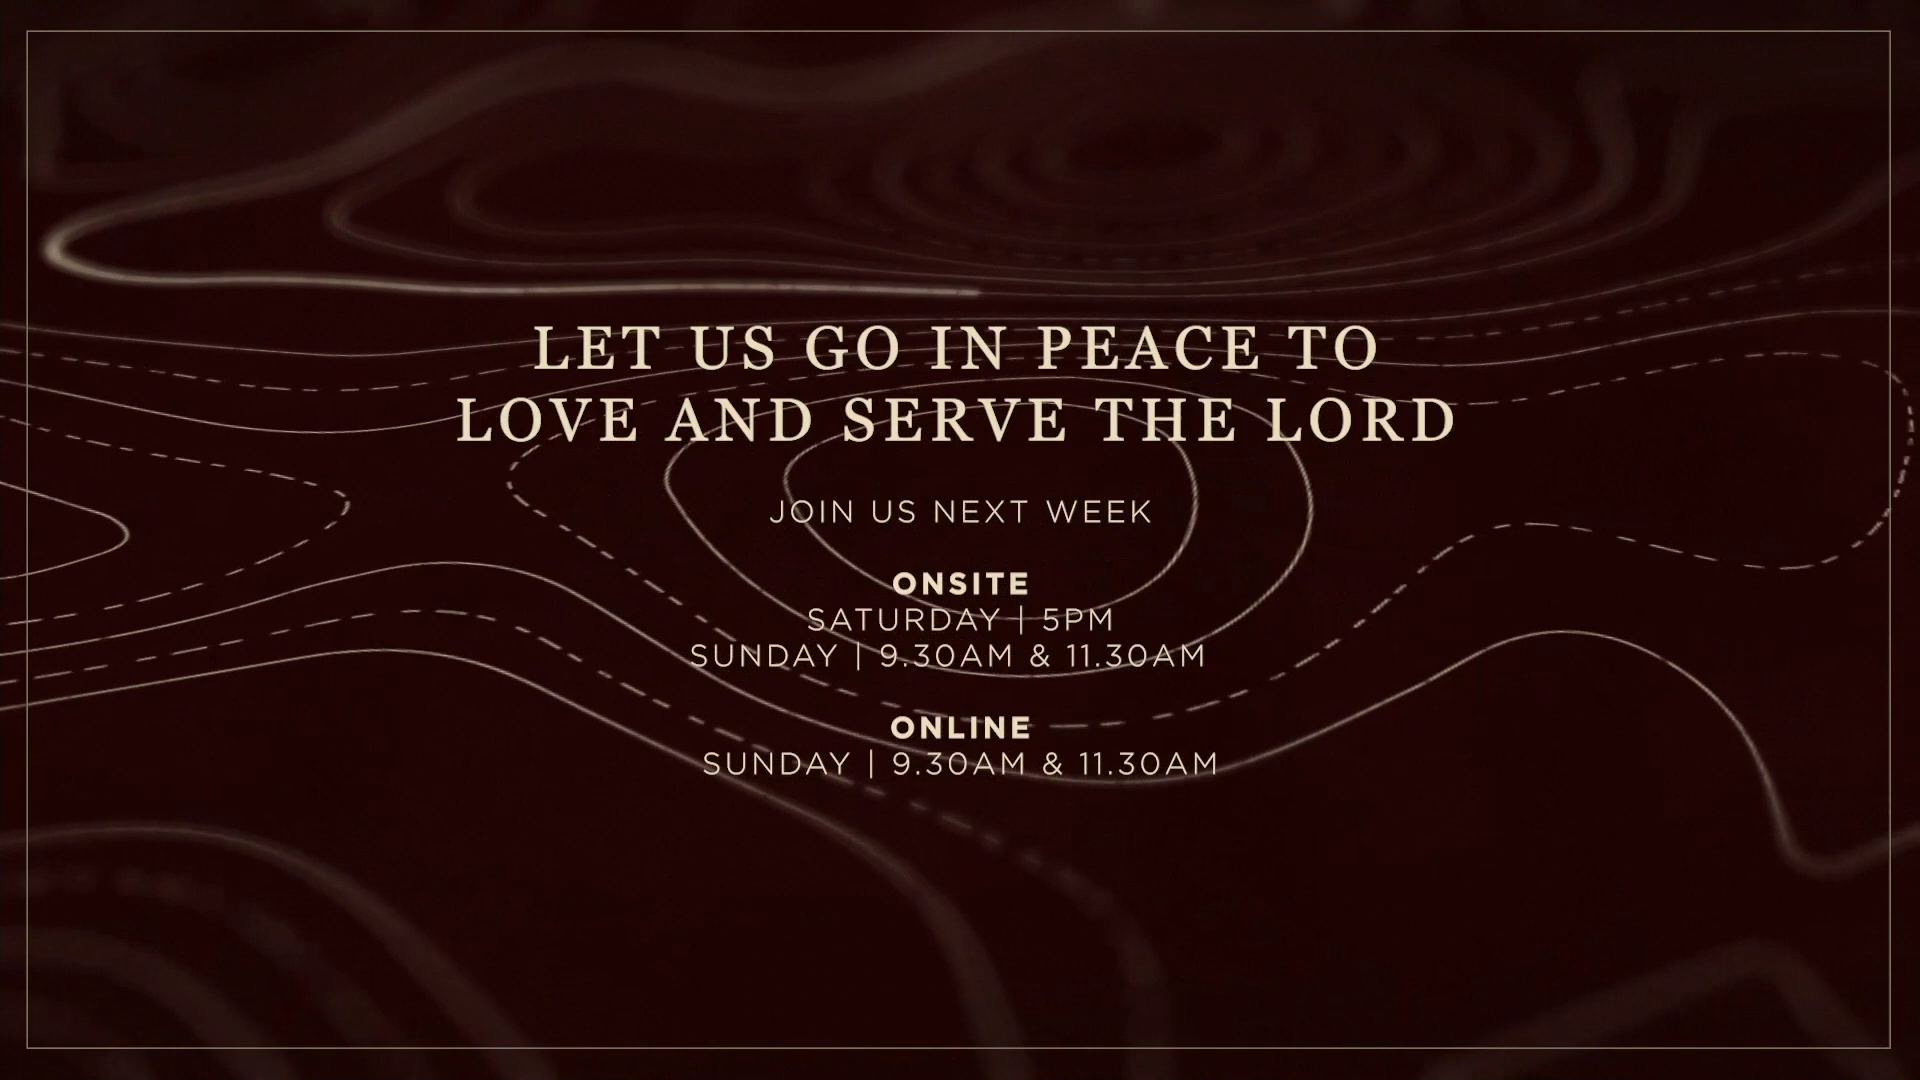 LET US GO IN PEACE TO
LOVE AND SERVE THE LORD
JOIN US NEXT WEEK
ONSITE
SATURDAY | 5PM
SUNDAY | 9.30AM & 11.30AM
ONLINE
SUNDAY | 9.30AM & 11.30AM